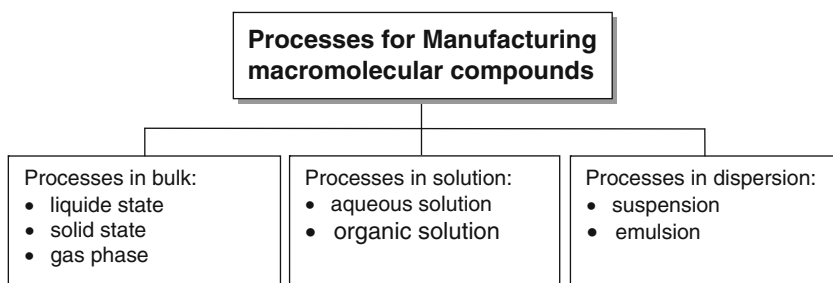 Processes for Manufacturing
macromolecular compounds
Processes in bulk:
• liquide state
• solid state
• gas phase
Processes in solution:
• aqueous solution
• organic solution
Processes in dispersion:
• suspension
• emulsion